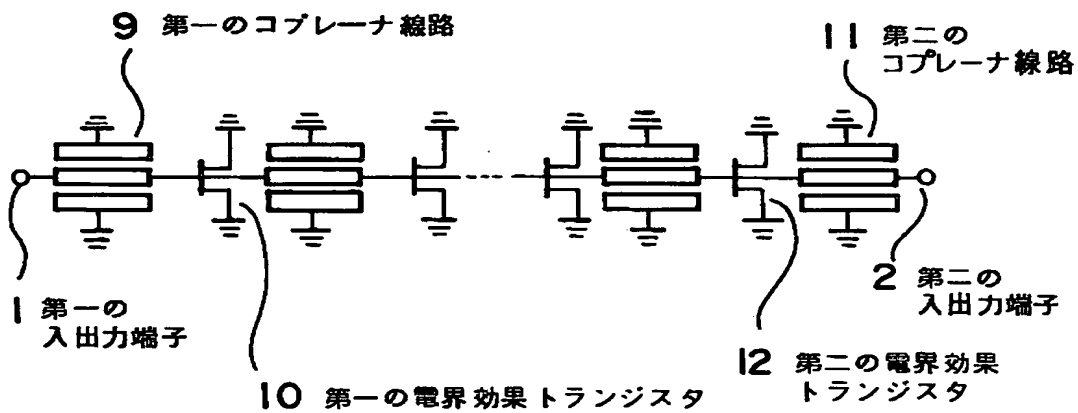 9 第一のコプレーナ線路
11 第二の
コプレーナ線路
1 第一の
入出力端子
2 第二の
入出力端子
10 第一の電界効果トランジスタ
12 第二の電界効果
トランジスタ